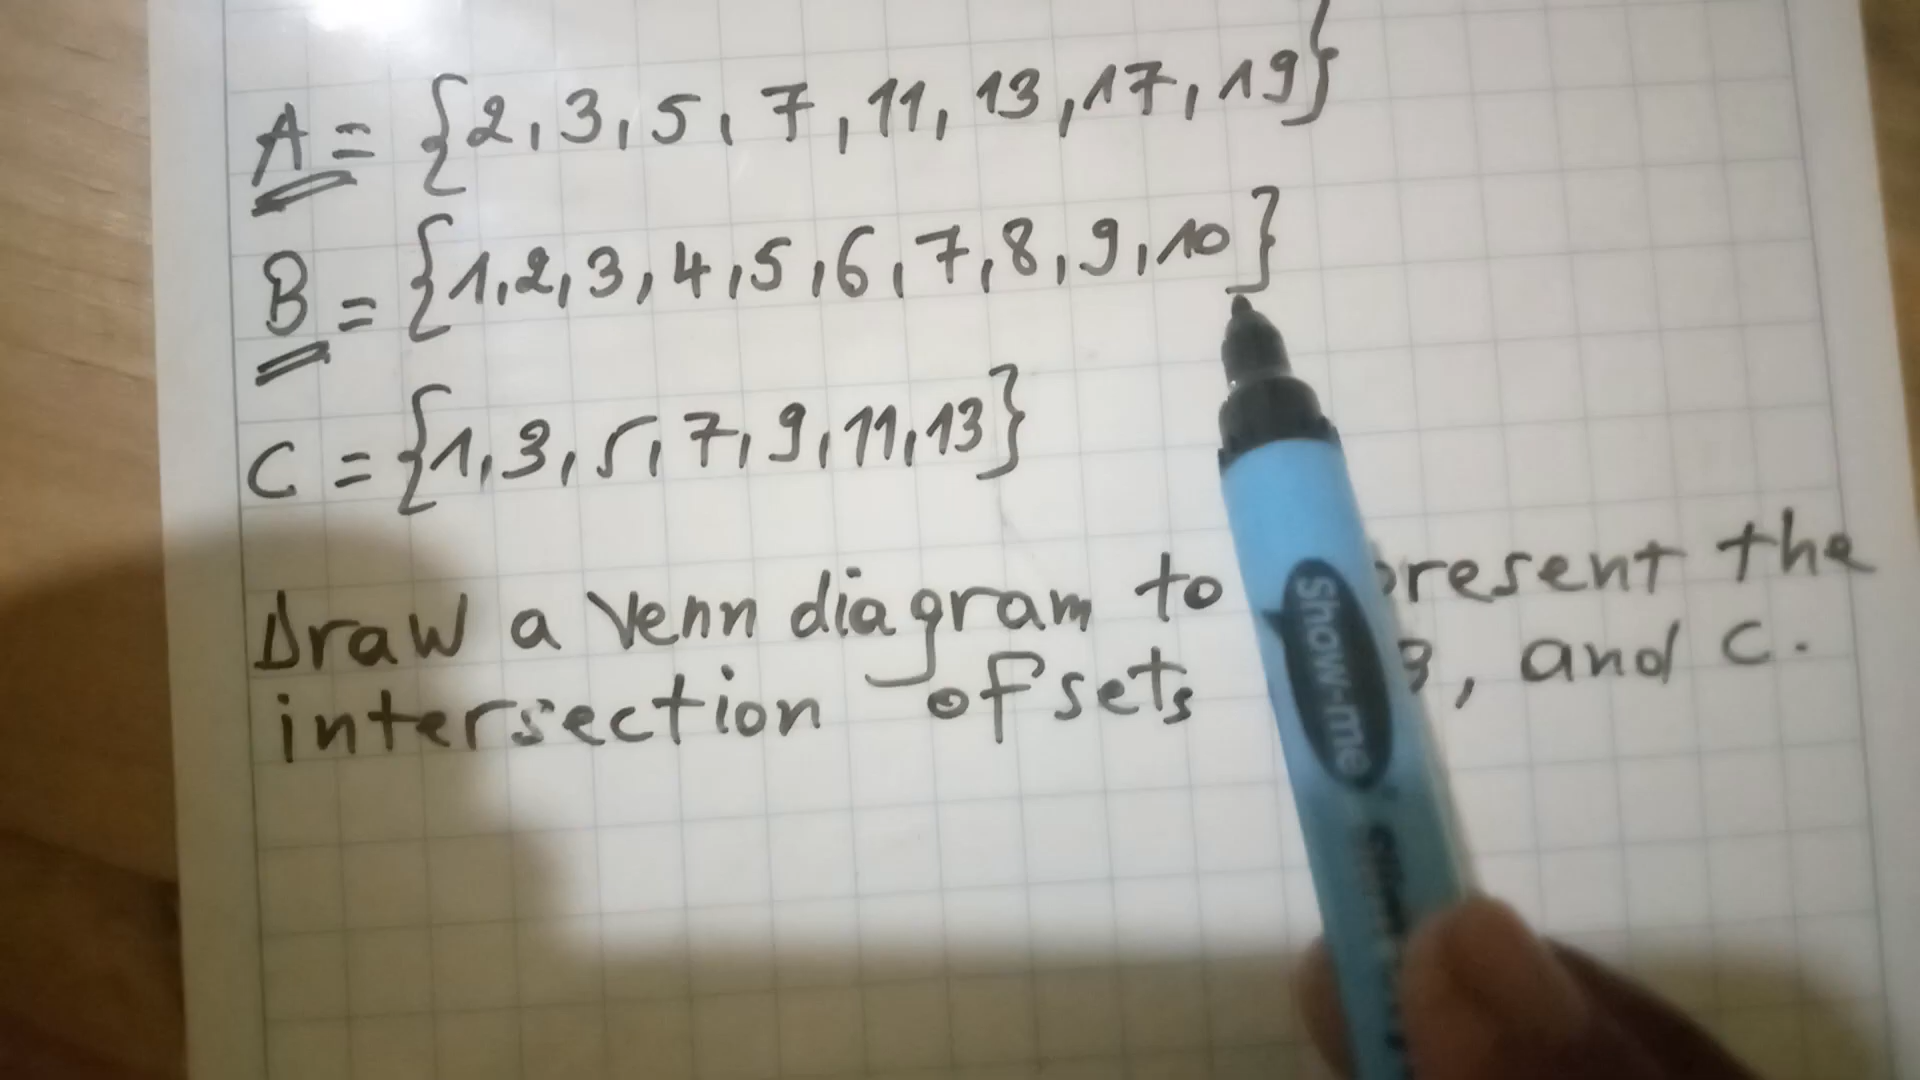 A = {2, 3, 5, 7, 11, 13, 17, 19}
B = {1, 2, 3, 4, 5, 6, 7, 8, 9, 10}
C = {1, 3, 5, 7, 9, 11, 13}
Draw a Venn diagram to present the
intersection of sets B, and C.
Show-me